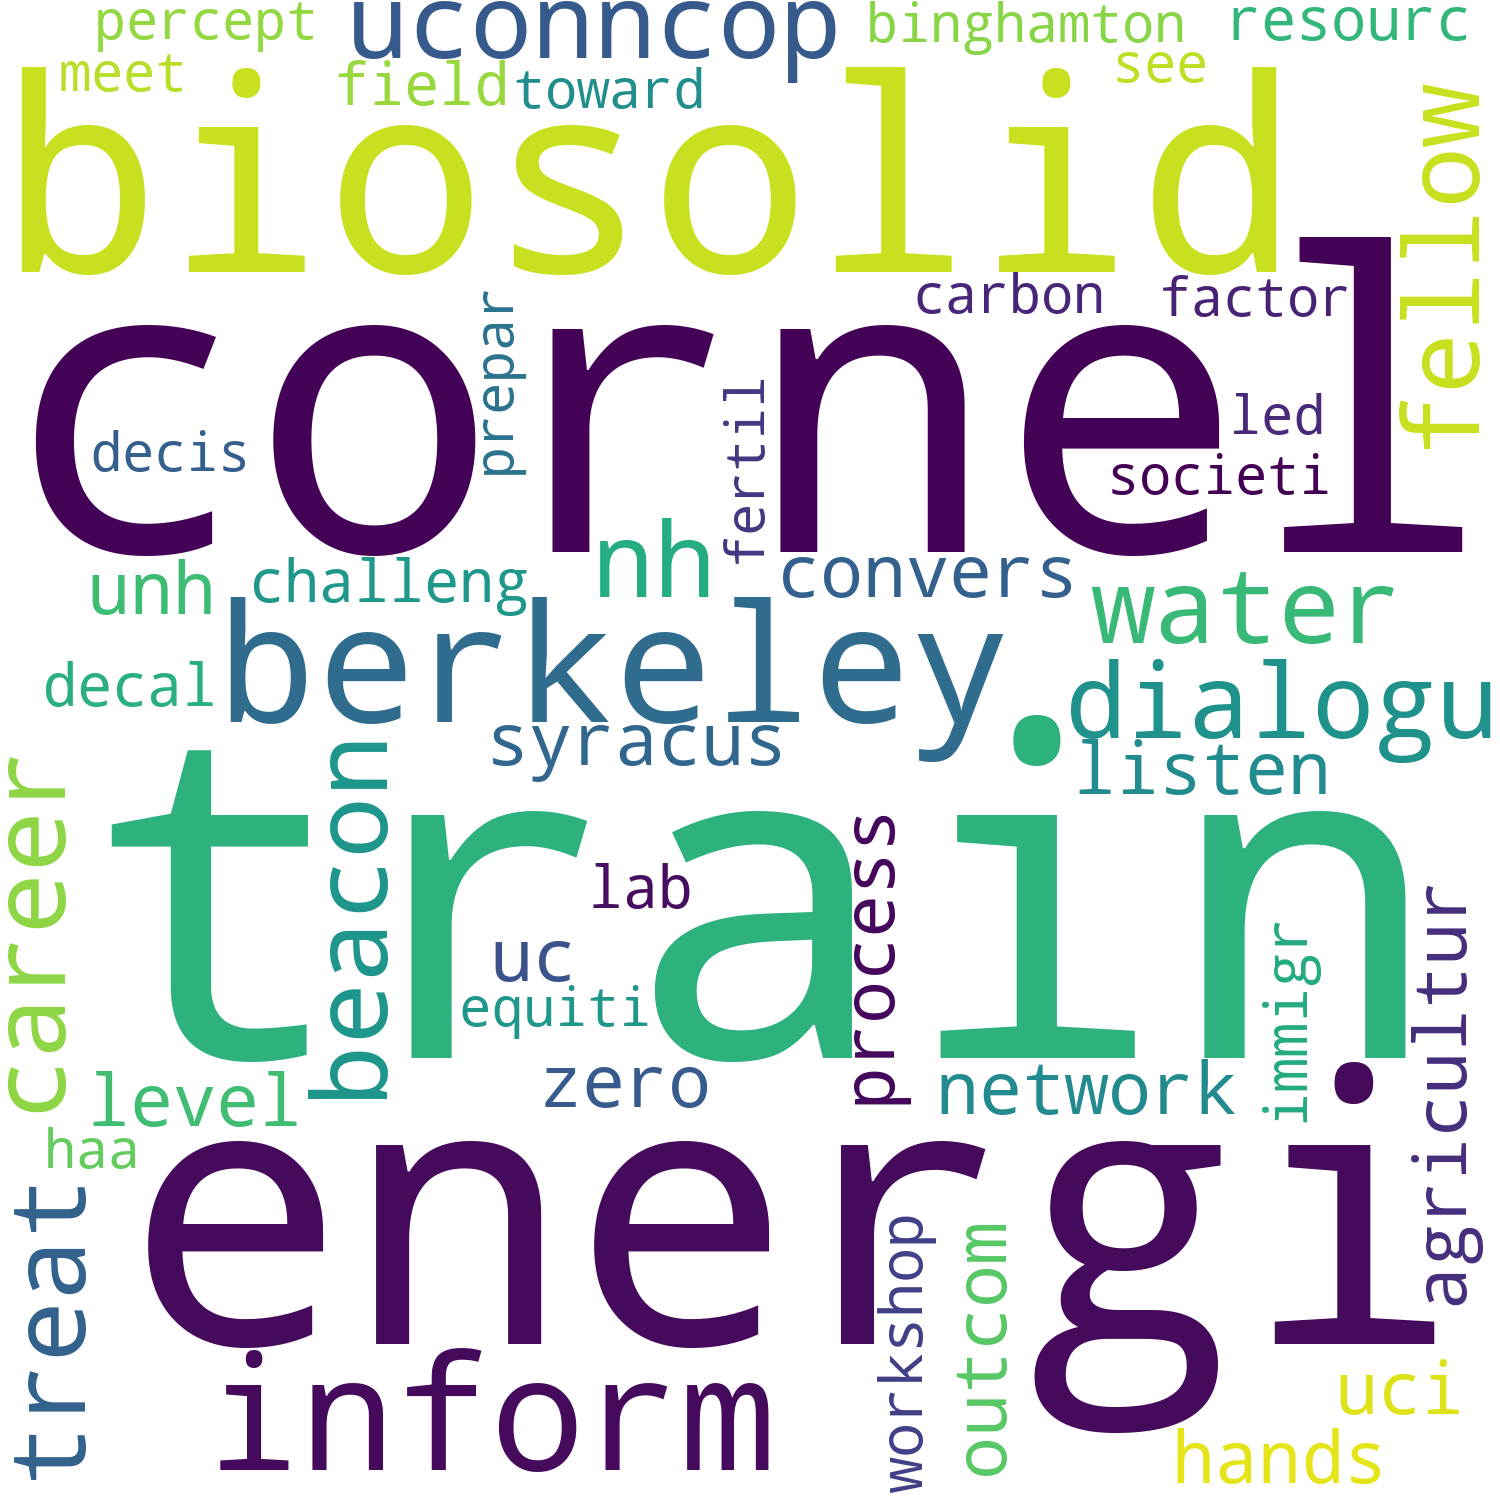 percept
uconncop
binghamton
resourc
meet
field
toward
see
biosolid
fellow
carbon
factor
cornel
prepar
decis
fertil
led
societi
nh
unh
challeng
convers
water
berkeley
decal
dialogu
syracus
listen
career
beacon
train
process
lab
uc
equiti
immigr
agricultur
zero
network
level
haa
energi
treat
inform
workshop
outcom
uci
hands